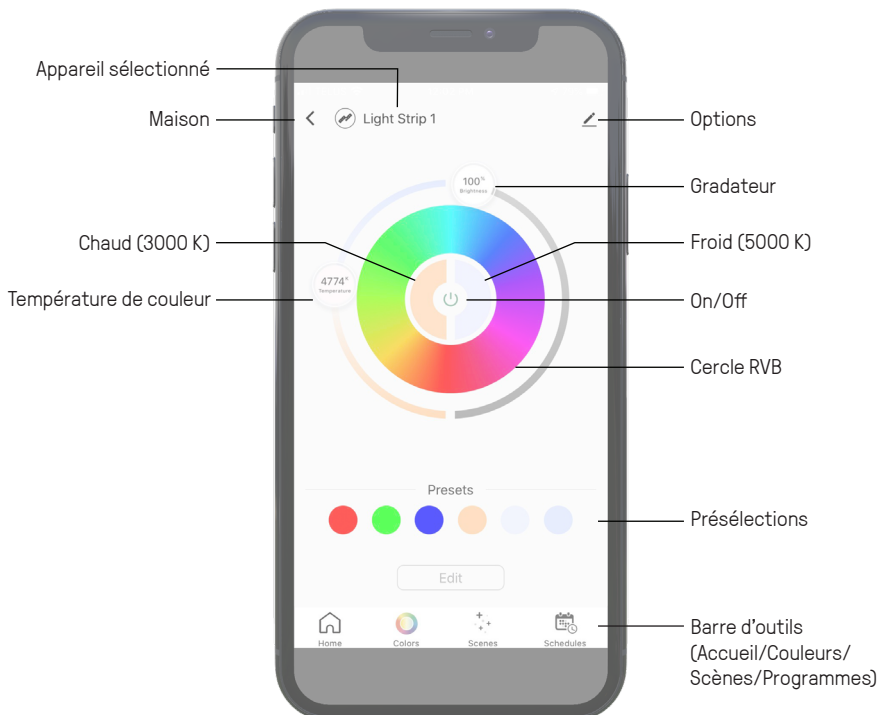 Appareil sélectionné
Maison
Light Strip 1
Options
100%
Brightness
Gradateur
Chaud (3000 K)
Froid (5000 K)
4774°
Temperature
Température de couleur
On/Off
Cercle RVB
Presets
Présélections
Edit
Home
Colors
Scenes
Schedules
Barre d’outils
(Accueil/Couleurs/
Scènes/Programmes)